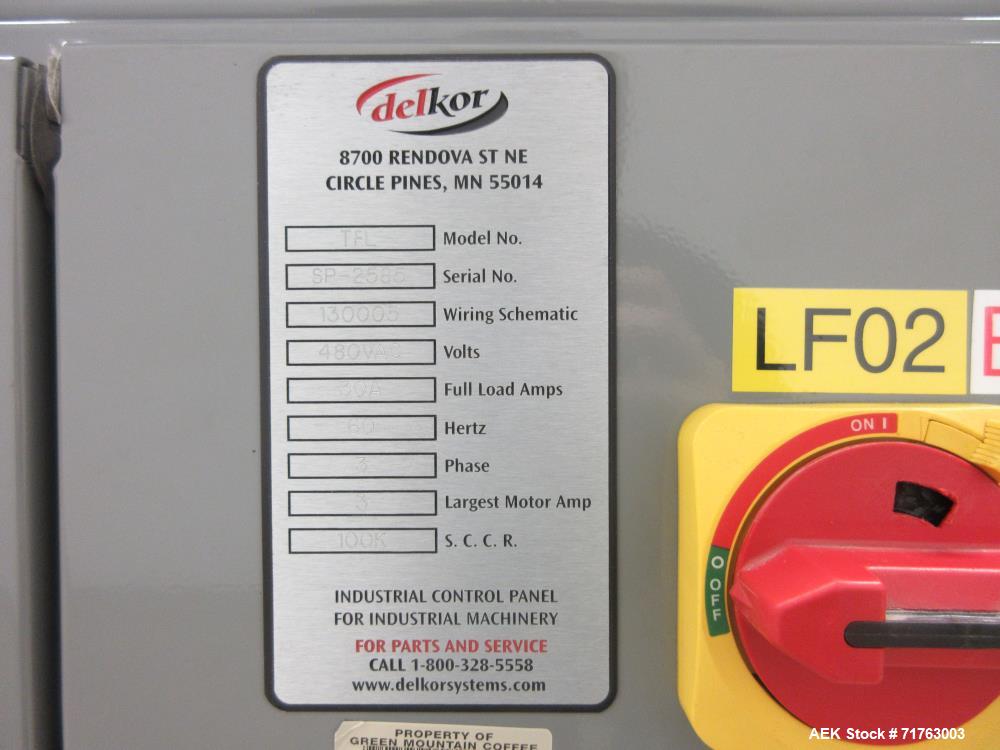 delkor
8700 RENDOVA ST NE
CIRCLE PINES, MN 55014
TFL Model No.
SP-2585 Serial No.
130005 Wiring Schematic
480VAC Volts
30A Full Load Amps
60 Hertz
3 Phase
3 Largest Motor Amp
100K S. C. C. R.
INDUSTRIAL CONTROL PANEL
FOR INDUSTRIAL MACHINERY
FOR PARTS AND SERVICE
CALL 1-800-328-5558
www.delkorsystems.com
PROPERTY OF
GREEN MOUNTAIN COFFEE
LF02
ON I
O OFF
AEK Stock # 71763003